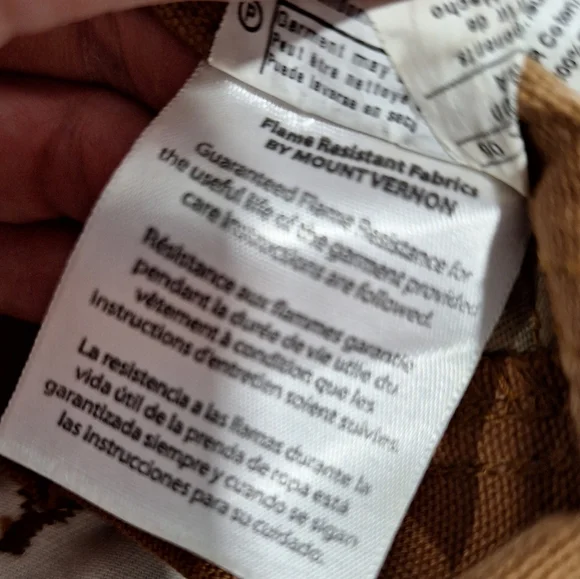 P
Garment may
Peut être nettoyé
Puede lavarse en seco
Flame Resistant Fabrics
BY MOUNT VERNON
Guaranteed Flame Resistance for
the useful life of the garment provided
care instructions are followed.
Résistance aux flammes garantie
pendant la durée de vie utile du
vêtement à condition que les
instructions d'entretien soient suivies.
La resistencia a las llamas durante la
vida útil de la prenda de ropa está
garantizada siempre y cuando se sigan
las instrucciones para su cuidado.